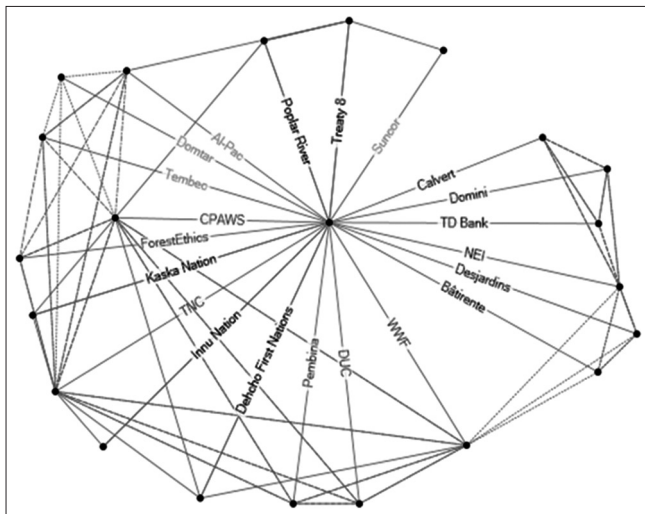 Poplar River
Treaty 8
Suncor
Al-Pac
Domtar
Tembec
CPAWS
ForestEthics
Kaska Nation
TNC
Innu Nation
Dehcho First Nations
Pembina
DUC
WWF
Calvert
Domini
TD Bank
NEI
Desjardins
Bâtirente